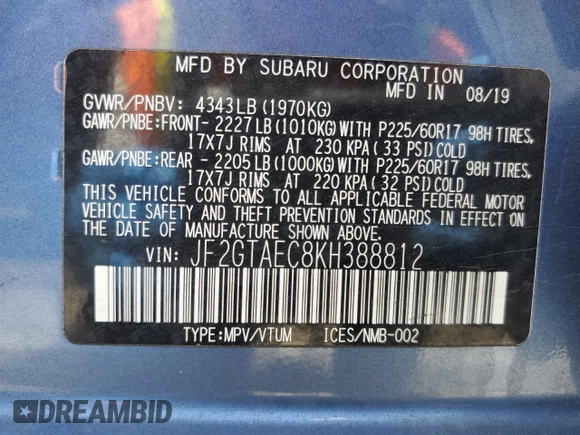 MFD BY SUBARU CORPORATION
MFD IN 08/19
GVWR/PNBV: 4343LB(1970KG)
GAWR/PNBE:FRONT- 2227LB(1010KG)WITH P225/60R17 98H TIRES,
17X7J RIMS AT 230 KPA(33 PSI)COLD
GAWR/PNBE:REAR - 2205LB(1000KG)WITH P225/60R17 98H TIRES,
17X7J RIMS AT 220 KPA(32 PSI)COLD
THIS VEHICLE CONFORMS TO ALL APPLICABLE FEDERAL MOTOR
VEHICLE SAFETY AND THEFT PREVENTION STANDARDS IN EFFECT ON
THE DATE OF MANUFACTURE SHOWN ABOVE.
VIN: JF2GTAEC8KH388812
TYPE:MPV/VTUM ICES/NMB-002
DREAMBID